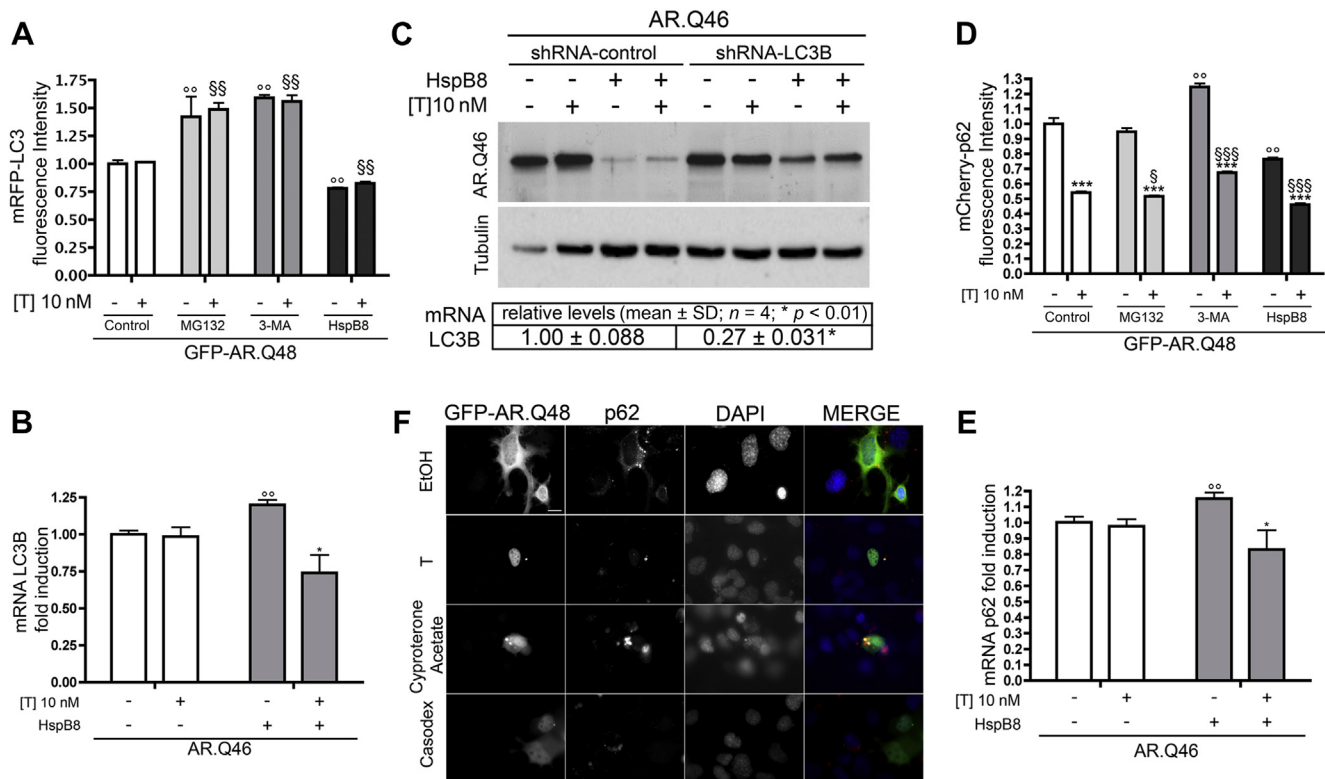 A
mRFP-LC3
fluorescence Intensity
1.75
1.50
1.25
1.00
0.75
0.50
0.25
0.00
°° §§ °° §§ °° §§
[T] 10 nM - + - + - + - +
Control MG132 3-MA HspB8
GFP-AR.Q48
B
mRNA LC3B
fold induction
1.25
1.00
0.75
0.50
0.25
0.00
°° *
[T] 10 nM - + - +
HspB8 - - + +
AR.Q46
C
AR.Q46
shRNA-control shRNA-LC3B
HspB8 - - + + - - + +
[T]10 nM - + - + - + - +
AR.Q46
Tubulin
mRNA relative levels (mean ± SD; n = 4; * p < 0.01)
LC3B 1.00 ± 0.088 0.27 ± 0.031*
D
mCherry-p62
fluorescence Intensity
1.3
1.2
1.1
1.0
0.9
0.8
0.7
0.6
0.5
0.4
0.3
0.2
0.1
0.0
*** § *** °° §§§ *** °° §§§ ***
[T] 10 nM - + - + - + - +
Control MG132 3-MA HspB8
GFP-AR.Q48
F
GFP-AR.Q48 p62 DAPI MERGE
EtOH
T
Cyproterone
Acetate
Casodex
E
mRNA p62 fold induction
1.2
1.1
1.0
0.9
0.8
0.7
0.6
0.5
0.4
0.3
0.2
0.1
0.0
°° *
[T] 10 nM - + - +
HspB8 - - + +
AR.Q46